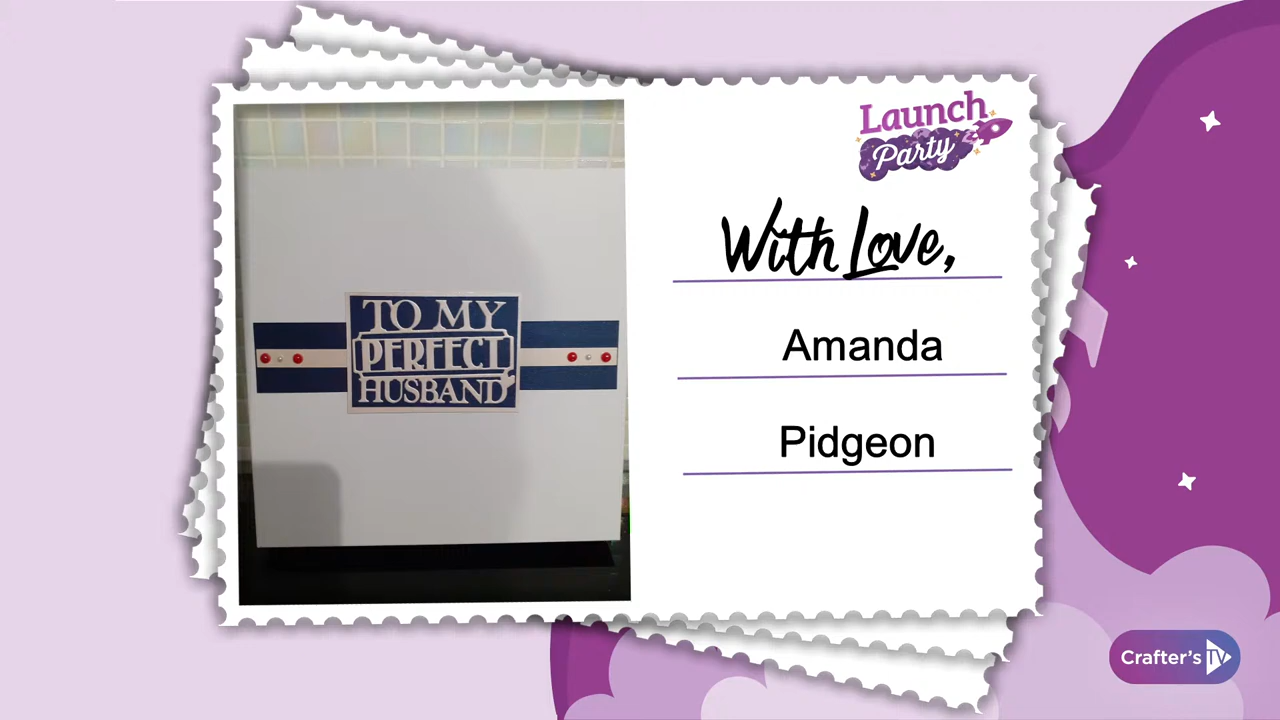 TO MY
PERFECT
HUSBAND
Launch
Party
With Love,
Amanda
Pidgeon
Crafter's TV